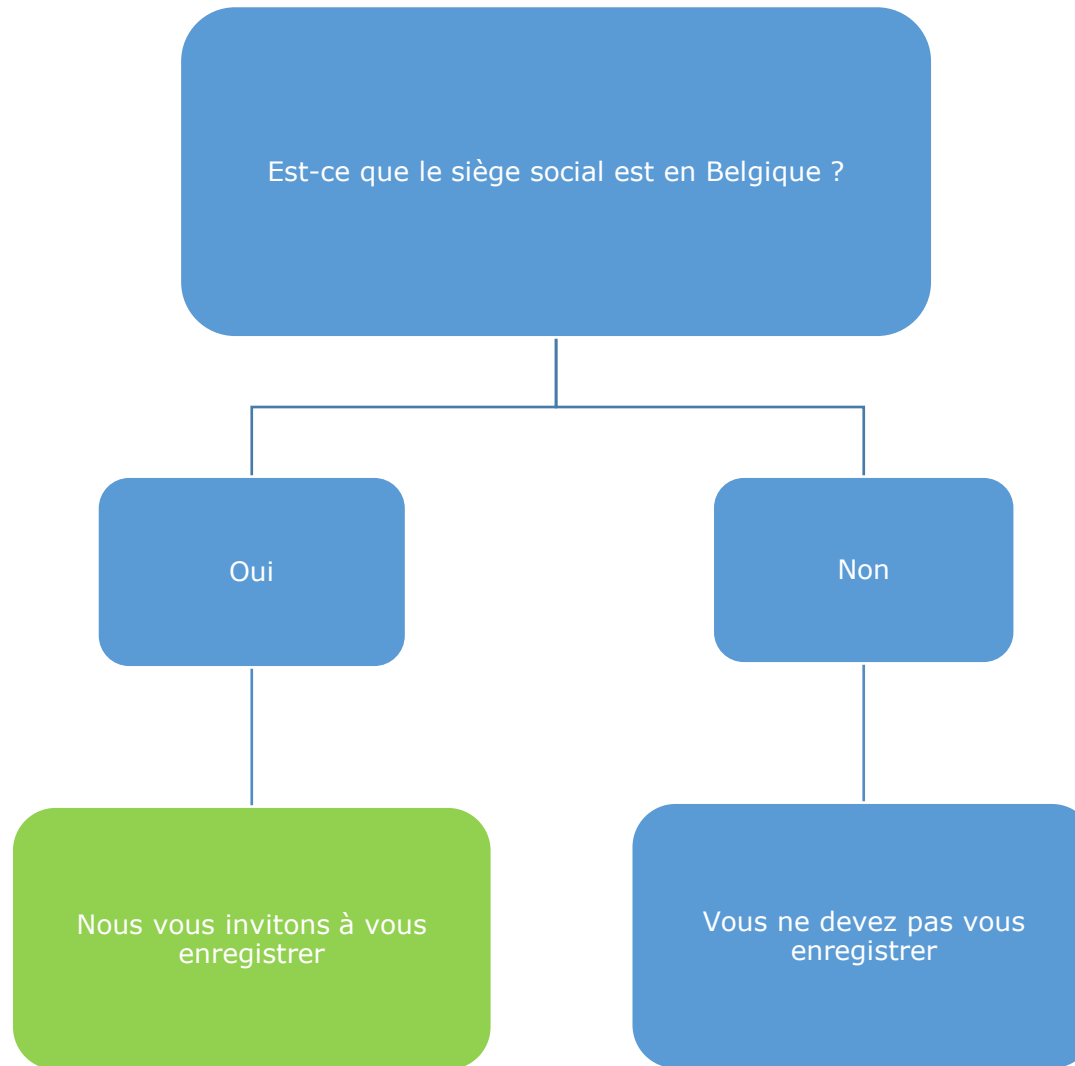 Est-ce que le siège social est en Belgique ?
Oui
Non
Nous vous invitons à vous
enregistrer
Vous ne devez pas vous
enregistrer